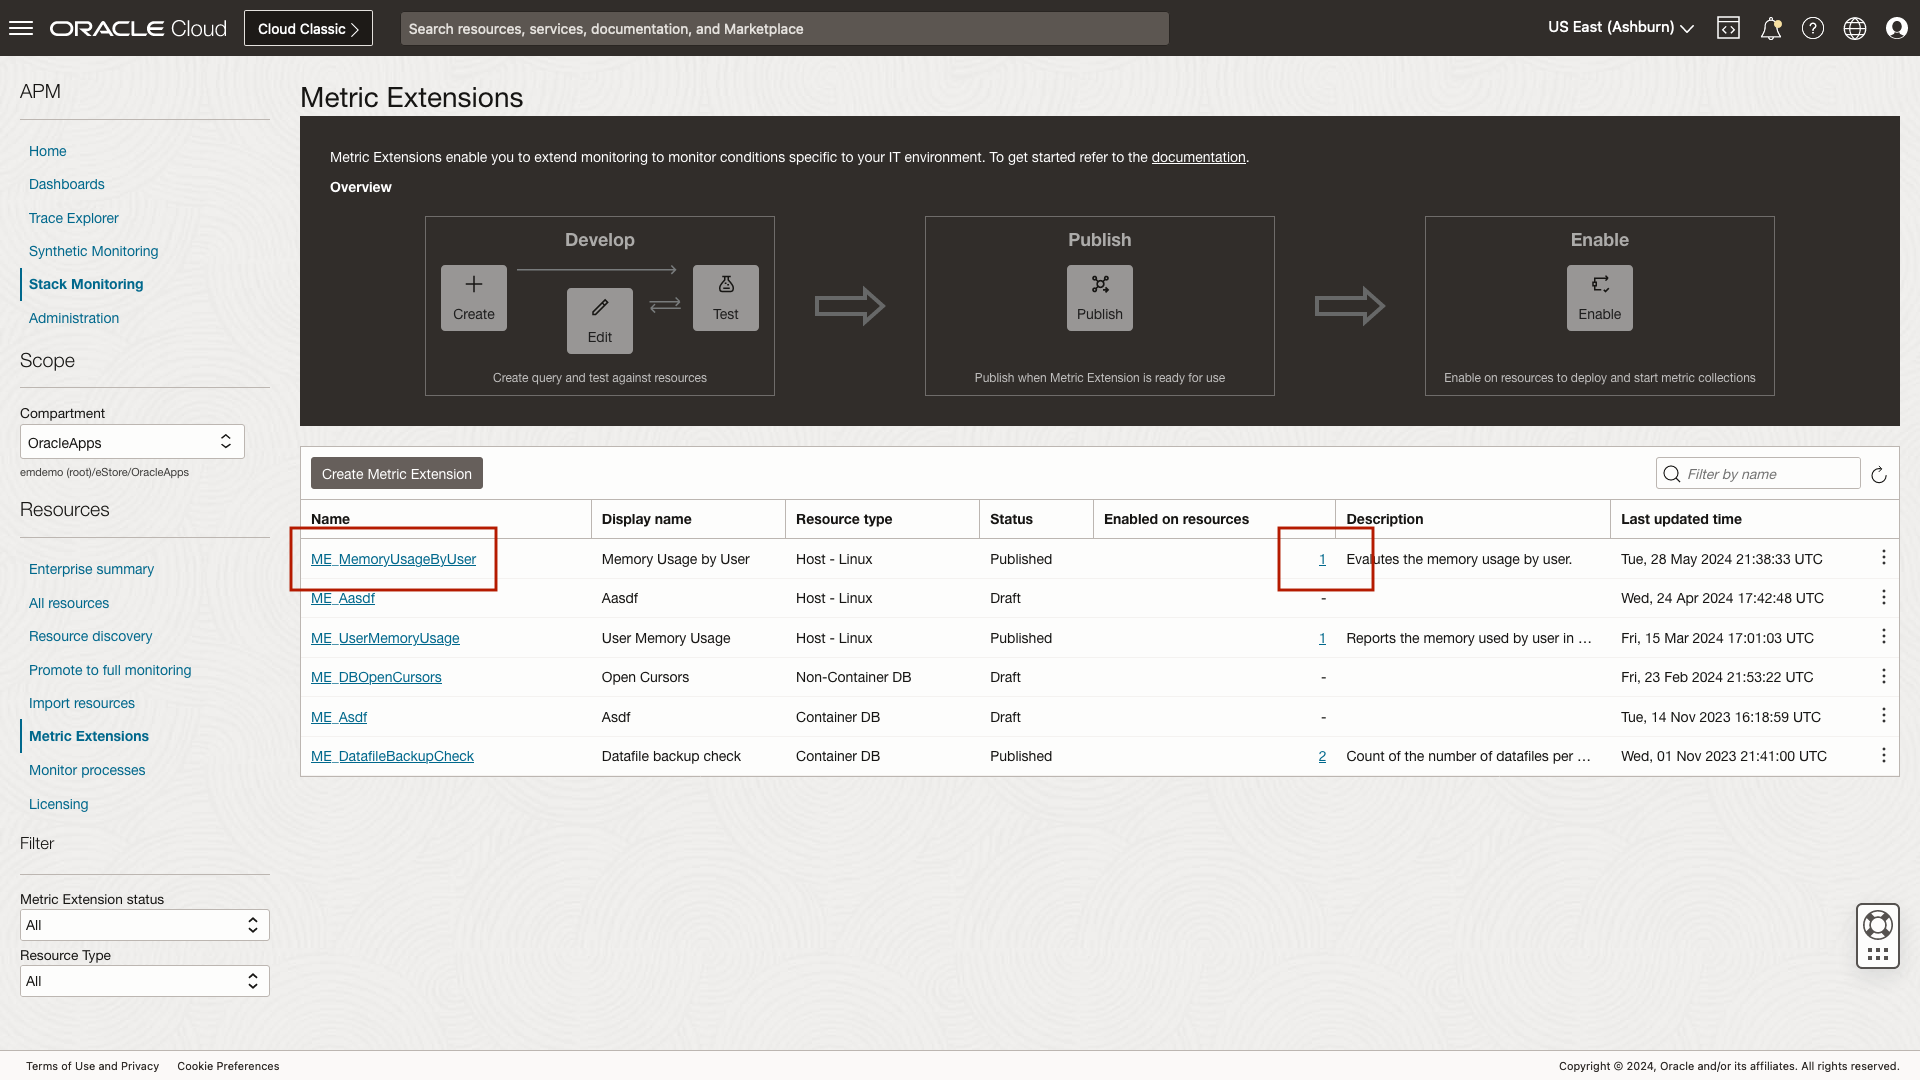 ORACLE Cloud
Cloud Classic
Search resources, services, documentation, and Marketplace
US East (Ashburn)
APM
Home
Dashboards
Trace Explorer
Synthetic Monitoring
Stack Monitoring
Administration
Scope
Compartment
OracleApps
emdemo (root)/eStore/OracleApps
Resources
Enterprise summary
All resources
Resource discovery
Promote to full monitoring
Import resources
Metric Extensions
Monitor processes
Licensing
Filter
Metric Extension status
All
Resource Type
All
Metric Extensions
Metric Extensions enable you to extend monitoring to monitor conditions specific to your IT environment. To get started refer to the documentation.
Overview
Develop
Create
Edit
Test
Create query and test against resources
Publish
Publish
Publish when Metric Extension is ready for use
Enable
Enable
Enable on resources to deploy and start metric collections
Create Metric Extension
Filter by name
Name Display name Resource type Status Enabled on resources Description Last updated time
ME_MemoryUsageByUser Memory Usage by User Host - Linux Published 1 Evalutes the memory usage by user. Tue, 28 May 2024 21:38:33 UTC
ME_Aasdf Aasdf Host - Linux Draft - Wed, 24 Apr 2024 17:42:48 UTC
ME_UserMemoryUsage User Memory Usage Host - Linux Published 1 Reports the memory used by user in ... Fri, 15 Mar 2024 17:01:03 UTC
ME_DBOpenCursors Open Cursors Non-Container DB Draft - Fri, 23 Feb 2024 21:53:22 UTC
ME_Asdf Asdf Container DB Draft - Tue, 14 Nov 2023 16:18:59 UTC
ME_DatafileBackupCheck Datafile backup check Container DB Published 2 Count of the number of datafiles per ... Wed, 01 Nov 2023 21:41:00 UTC
Terms of Use and Privacy Cookie Preferences
Copyright © 2024, Oracle and/or its affiliates. All rights reserved.